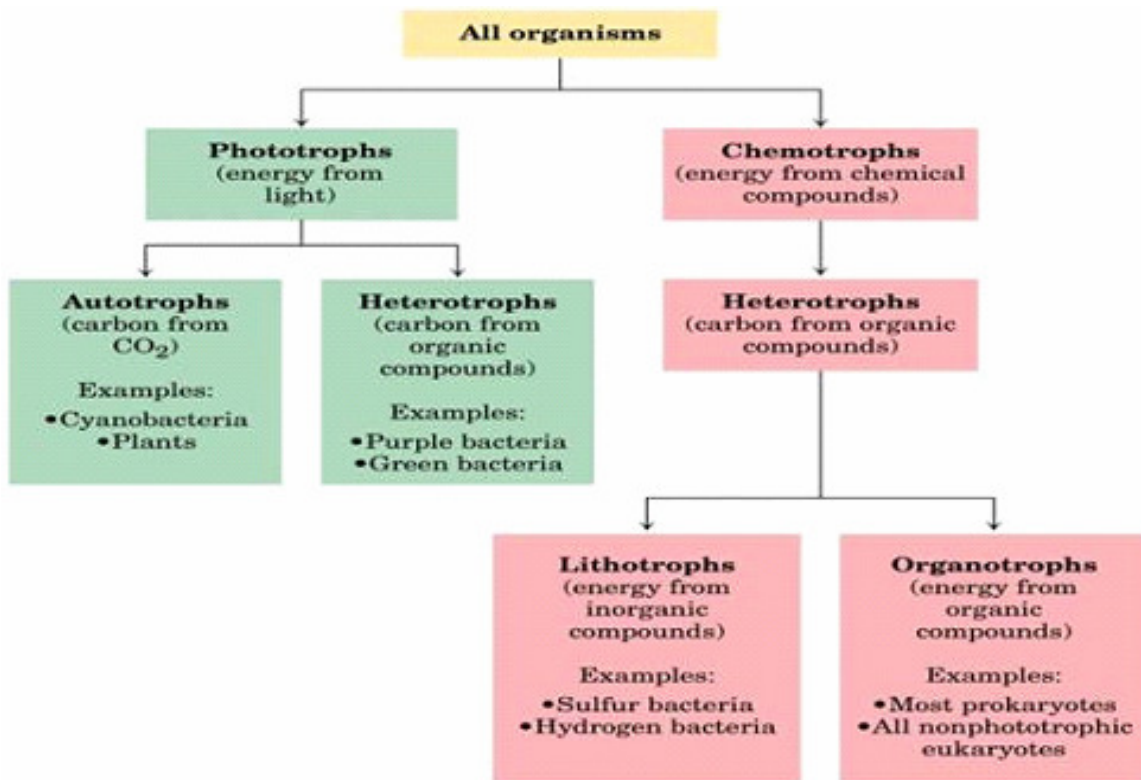 All organisms
Phototrophs
(energy from
light)
Chemotrophs
(energy from chemical
compounds)
Autotrophs
(carbon from
CO₂)
Examples:
•Cyanobacteria
•Plants
Heterotrophs
(carbon from
organic
compounds)
Examples:
•Purple bacteria
•Green bacteria
Heterotrophs
(carbon from organic
compounds)
Lithotrophs
(energy from
inorganic
compounds)
Examples:
•Sulfur bacteria
•Hydrogen bacteria
Organotrophs
(energy from
organic
compounds)
Examples:
•Most prokaryotes
•All nonphototrophic
eukaryotes